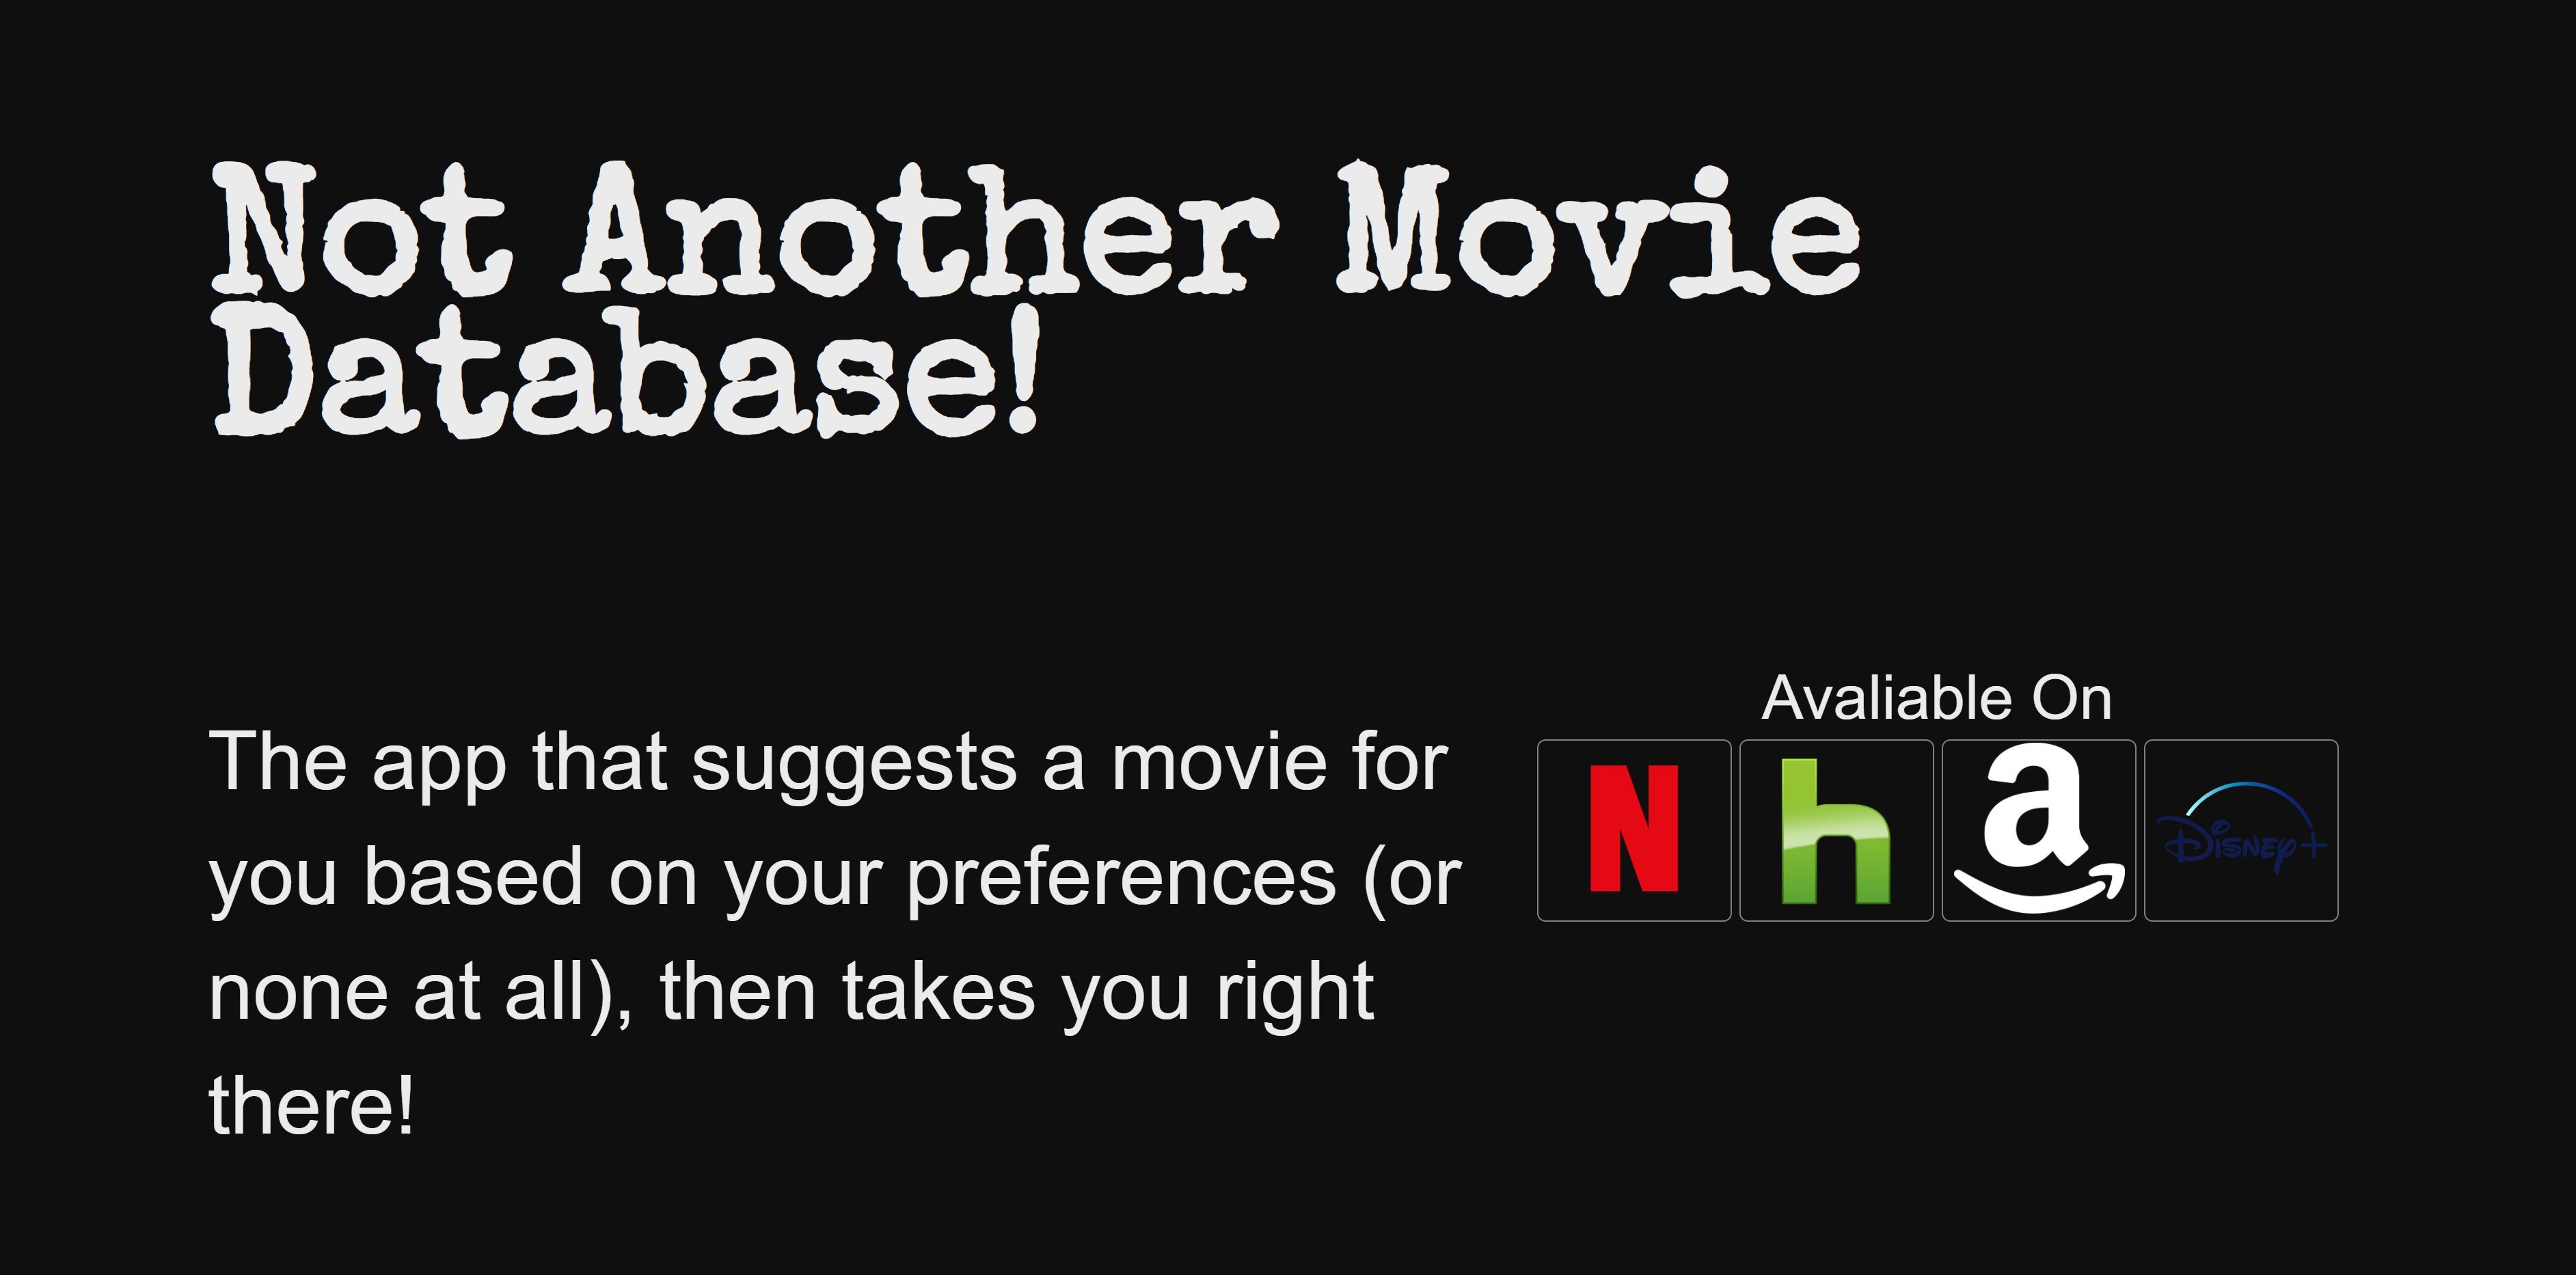 Not Another Movie
Database!
Avaliable On
The app that suggests a movie for
you based on your preferences (or
none at all), then takes you right
there!
N
h
a
Disney+